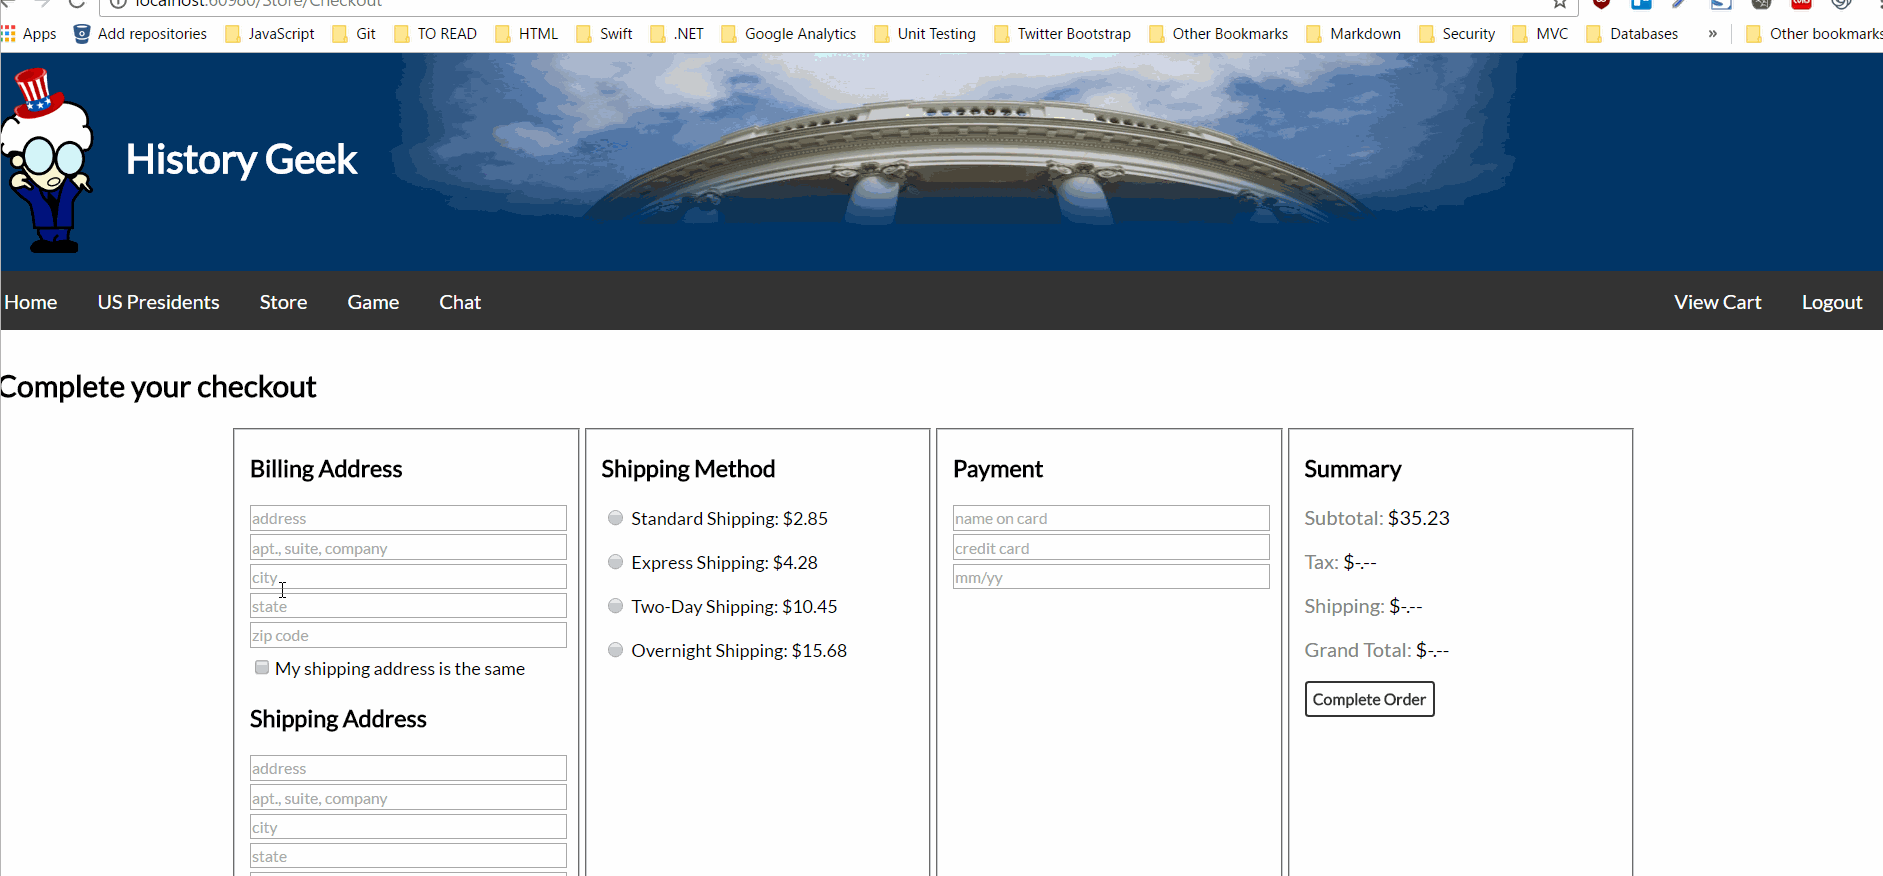 localhost:60960/Store/Checkout
Apps Add repositories JavaScript Git TO READ HTML Swift .NET Google Analytics Unit Testing Twitter Bootstrap Other Bookmarks Markdown Security MVC Databases » Other bookmarks
History Geek
Home US Presidents Store Game Chat View Cart Logout
Complete your checkout
Billing Address
address
apt., suite, company
city
state
zip code
My shipping address is the same
Shipping Address
address
apt., suite, company
city
state
Shipping Method
Standard Shipping: $2.85
Express Shipping: $4.28
Two-Day Shipping: $10.45
Overnight Shipping: $15.68
Payment
name on card
credit card
mm/yy
Summary
Subtotal: $35.23
Tax: $-.--
Shipping: $-.--
Grand Total: $-.--
Complete Order